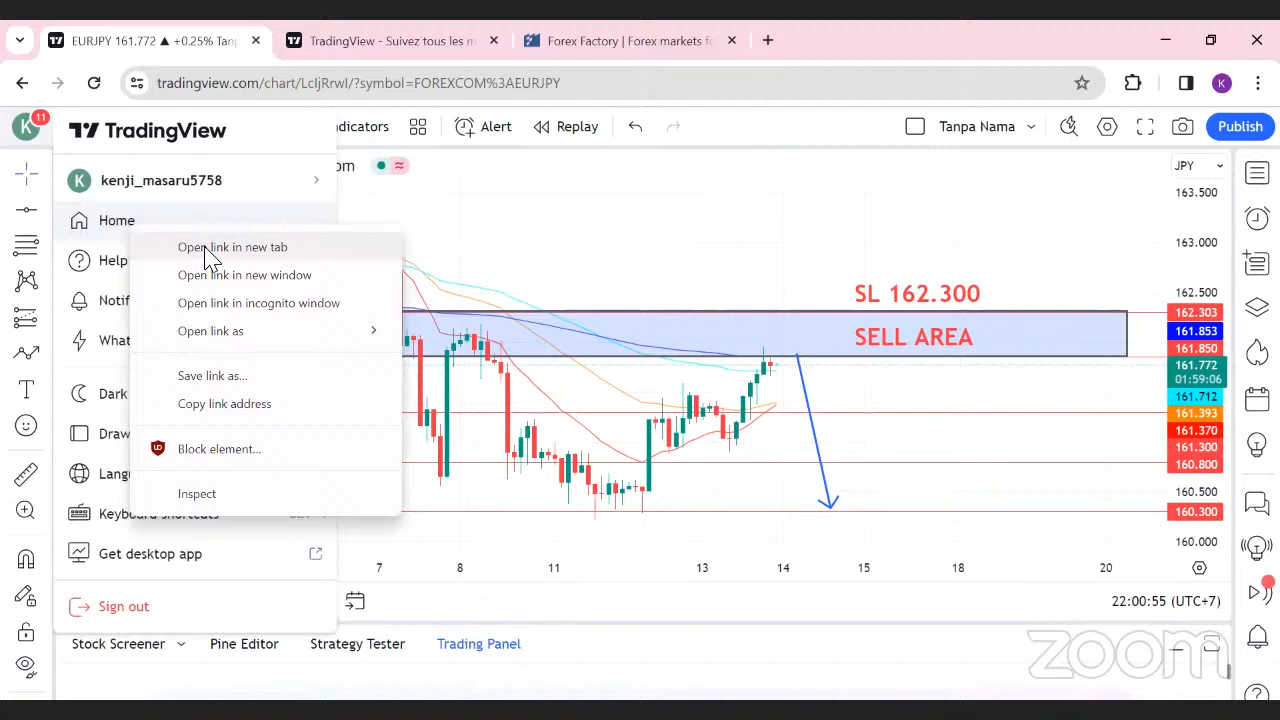 EURJPY 161.772 ▲ +0.25% Tanp
TradingView - Suivez tous les m
Forex Factory | Forex markets fo
tradingview.com/chart/LcljRrwI/?symbol=FOREXCOM%3AEURJPY
K
K
11
TradingView
dicators
Alert
Replay
Tanpa Nama
Publish
K
kenji_masaru5758
om
JPY
Home
Help
Notif
What
Dark
Draw
Lang
Keyboard shortcuts
Get desktop app
Sign out
Open link in new tab
Open link in new window
Open link in incognito window
Open link as
Save link as...
Copy link address
Block element...
Inspect
SL 162.300
SELL AREA
163.500
163.000
162.500
162.303
161.853
161.850
161.772
01:59:06
161.712
161.393
161.370
161.300
160.800
160.500
160.300
160.000
7
8
11
13
14
15
18
20
22:00:55 (UTC+7)
Stock Screener
Pine Editor
Strategy Tester
Trading Panel
zoom